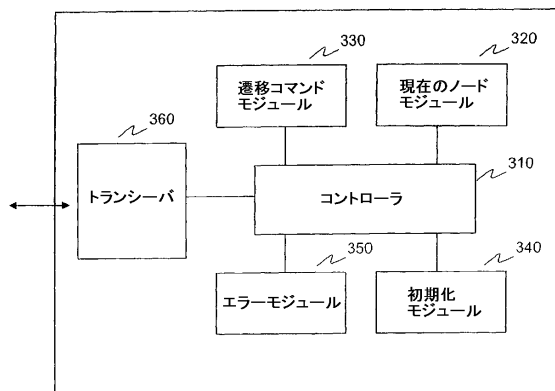 330
遷移コマンド
モジュール
320
現在のノード
モジュール
360
トランシーバ
310
コントローラ
350
エラーモジュール
340
初期化
モジュール